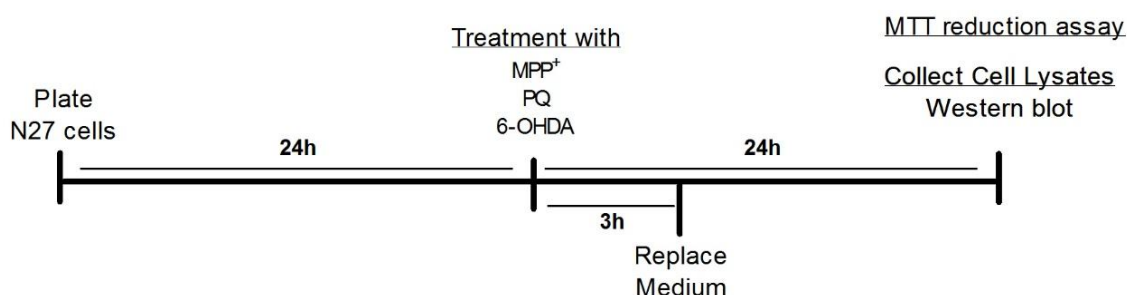 Plate
N27 cells
24h
Treatment with
MPP⁺
PQ
6-OHDA
24h
3h
Replace
Medium
MTT reduction assay
Collect Cell Lysates
Western blot